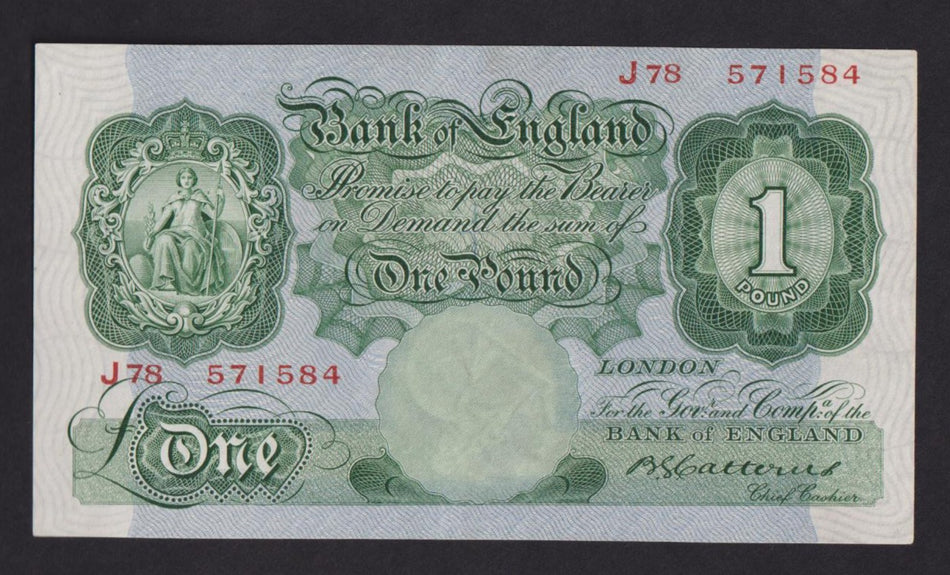 J78 571584
Bank of England
Promise to pay the Bearer
on Demand the sum of
One Pound
1
POUND
J78 571584
£One
LONDON
For the Govr. and Compa. of the
BANK of ENGLAND
B G Catterns
Chief Cashier.